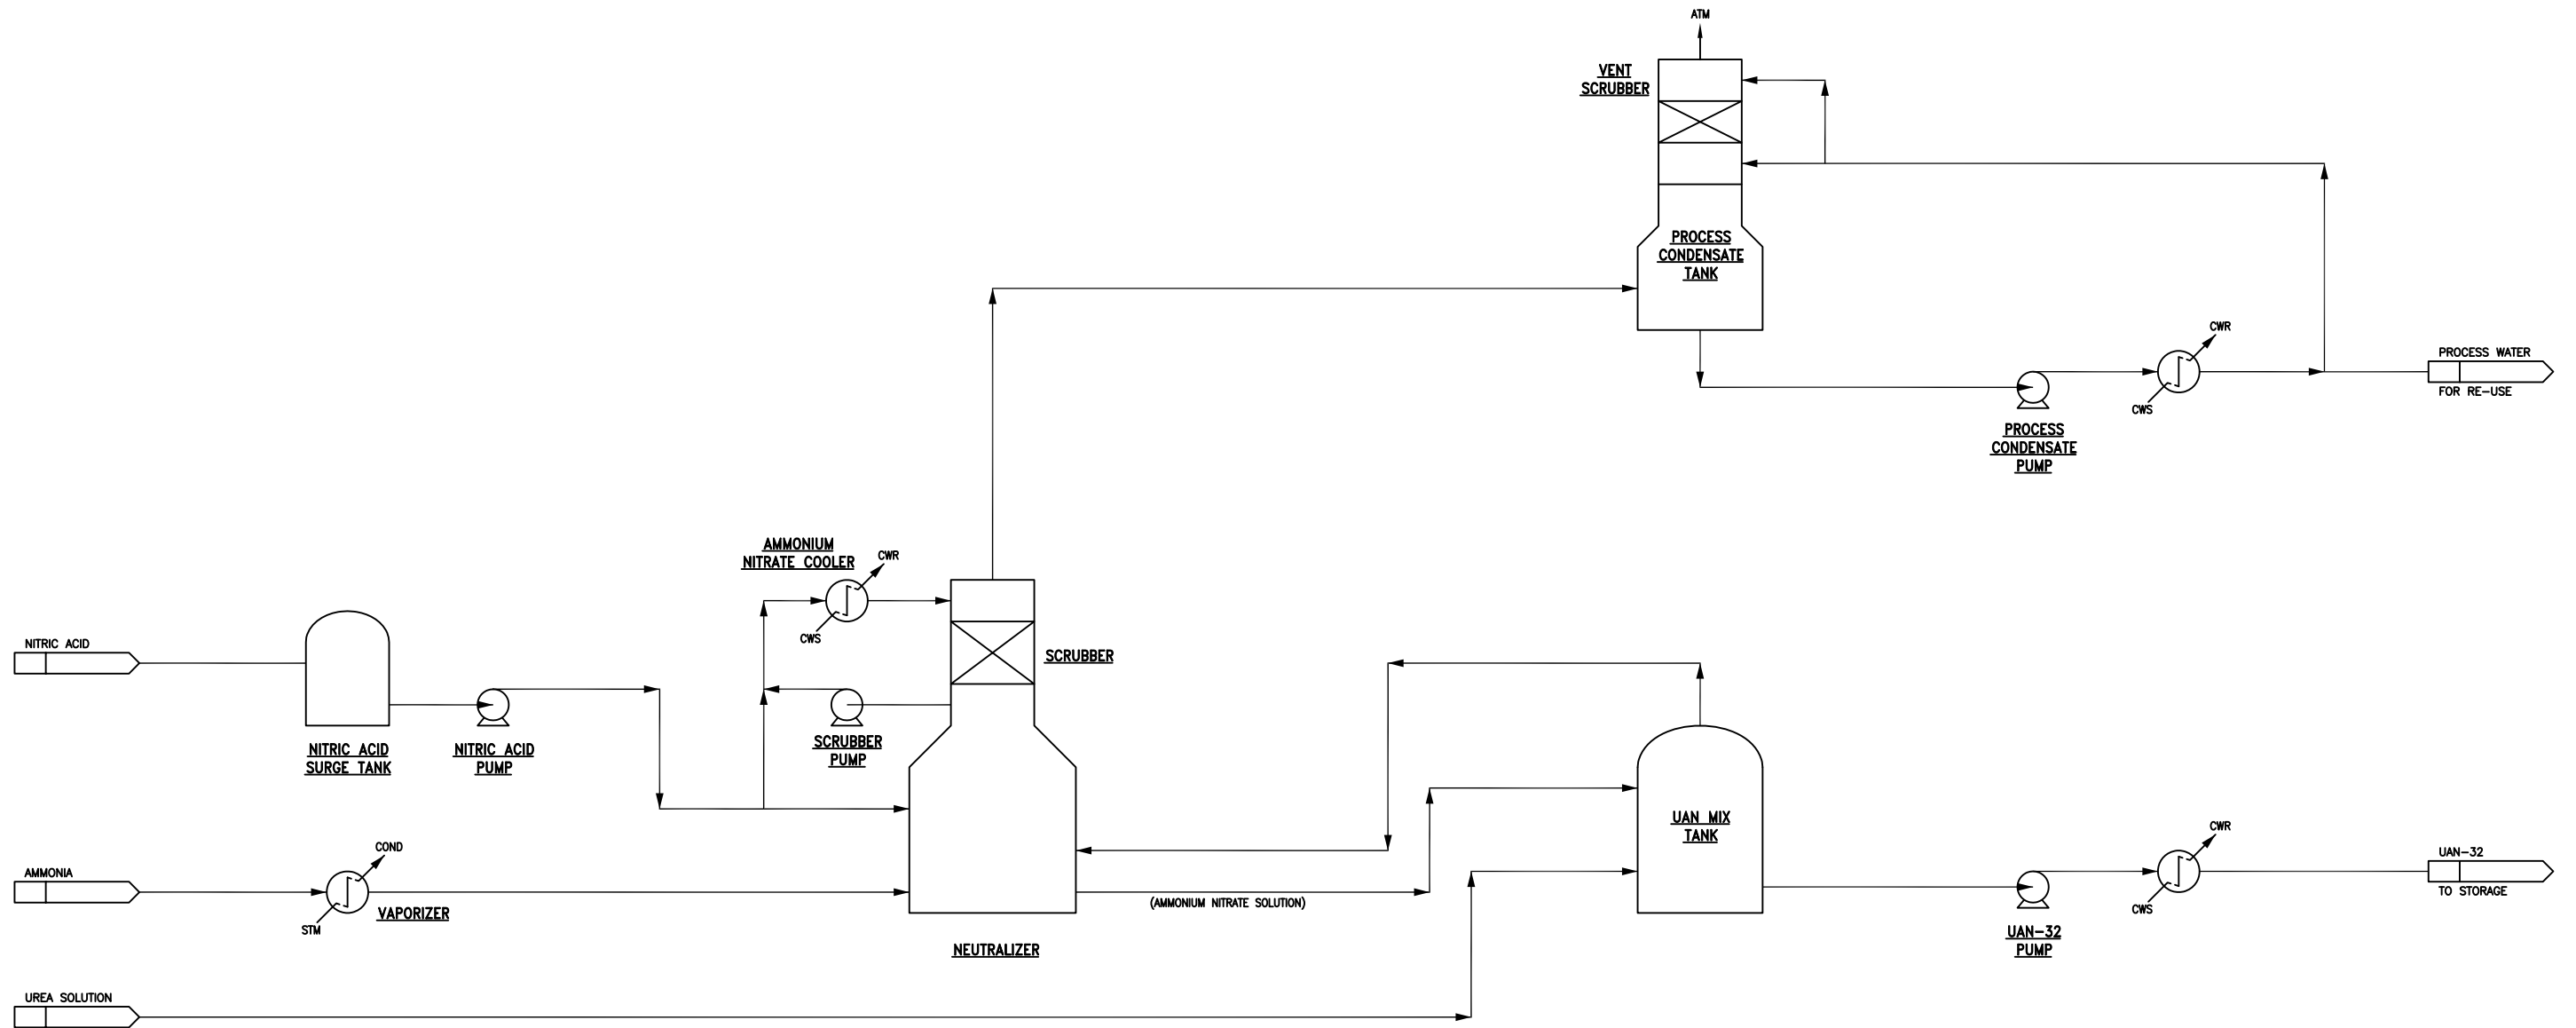 ATM
VENT
SCRUBBER
PROCESS
CONDENSATE
TANK
CWR
CWS
PROCESS WATER
FOR RE-USE
PROCESS
CONDENSATE
PUMP
AMMONIUM
NITRATE COOLER
CWR
CWS
NITRIC ACID
SCRUBBER
NITRIC ACID
SURGE TANK
NITRIC ACID
PUMP
SCRUBBER
PUMP
UAN MIX
TANK
AMMONIA
COND
STM
VAPORIZER
(AMMONIUM NITRATE SOLUTION)
NEUTRALIZER
CWR
CWS
UAN-32
TO STORAGE
UAN-32
PUMP
UREA SOLUTION